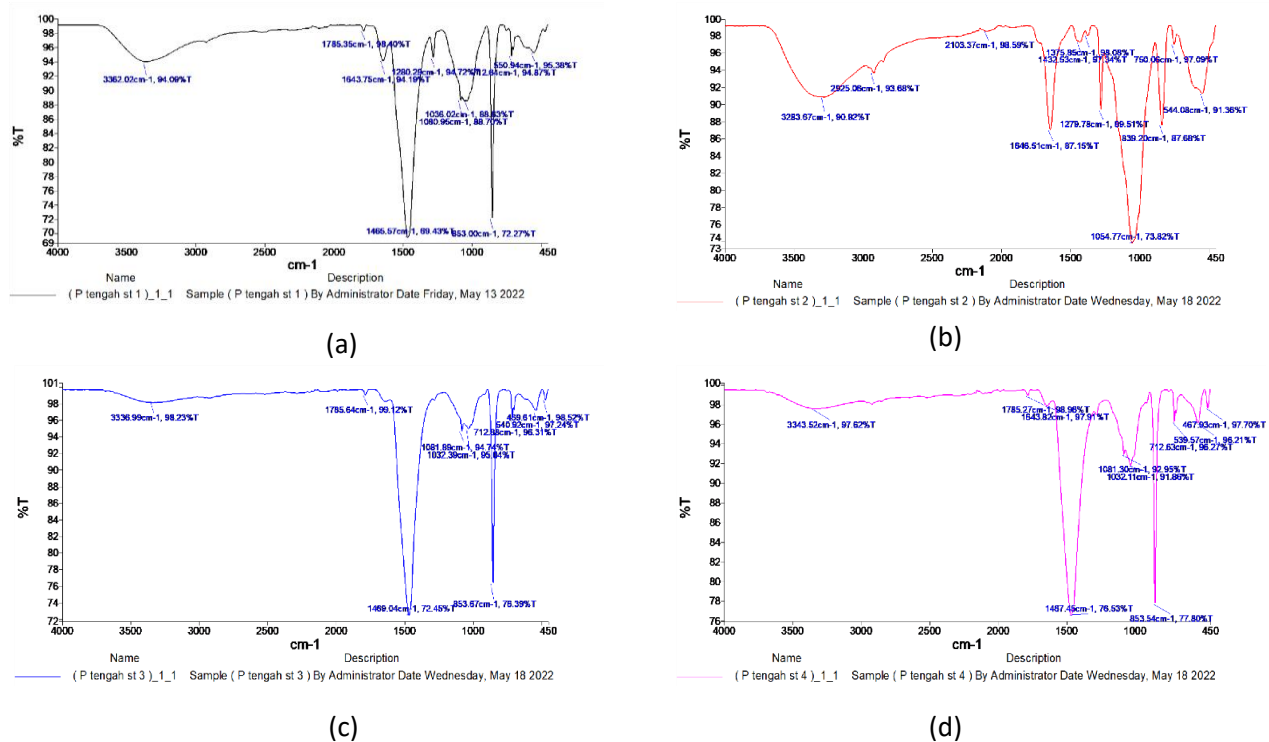 100
98
96
94
92
90
88
86
84
82
80
78
76
74
72
70
69
%T
1785.35cm-1, 98.40%T
3362.02cm-1, 94.09%T
1643.75cm-1, 94.19%T
1280.29cm-1, 94.72%T
550.94cm-1, 95.38%T
1036.02cm-1, 88.63%T
1080.95cm-1, 88.70%T
1465.57cm-1, 69.43%T
853.00cm-1, 72.27%T
4000 3500 3000 2500 2000 1500 1000 450
cm-1
Name Description
( P tengah st 1 )_1_1 Sample ( P tengah st 1 ) By Administrator Date Friday, May 13 2022
(a)
100
98
96
94
92
90
88
86
84
82
80
78
76
74
73
%T
2103.37cm-1, 98.59%T
1375.85cm-1, 98.08%T
1432.53cm-1, 97.34%T
760.06cm-1, 97.09%T
2925.08cm-1, 93.68%T
3283.67cm-1, 90.82%T
544.08cm-1, 91.36%T
1279.78cm-1, 89.51%T
839.20cm-1, 87.68%T
1646.51cm-1, 87.15%T
1054.77cm-1, 73.82%T
4000 3500 3000 2500 2000 1500 1000 450
cm-1
Name Description
( P tengah st 2 )_1_1 Sample ( P tengah st 2 ) By Administrator Date Wednesday, May 18 2022
(b)
101
98
96
94
92
90
88
86
84
82
80
78
76
74
72
%T
3336.99cm-1, 98.23%T
1785.64cm-1, 99.12%T
469.61cm-1, 98.52%T
540.92cm-1, 97.24%T
712.88cm-1, 96.31%T
1081.69cm-1, 94.74%T
1032.39cm-1, 95.04%T
1469.04cm-1, 72.45%T
853.67cm-1, 76.39%T
4000 3500 3000 2500 2000 1500 1000 450
cm-1
Name Description
( P tengah st 3 )_1_1 Sample ( P tengah st 3 ) By Administrator Date Wednesday, May 18 2022
(c)
100
98
96
94
92
90
88
86
84
82
80
78
76
%T
1785.27cm-1, 98.96%T
1643.82cm-1, 97.91%T
3343.52cm-1, 97.62%T
467.93cm-1, 97.70%T
539.57cm-1, 96.21%T
712.63cm-1, 96.27%T
1081.30cm-1, 92.95%T
1032.11cm-1, 91.86%T
1467.45cm-1, 76.53%T
853.54cm-1, 77.80%T
4000 3500 3000 2500 2000 1500 1000 450
cm-1
Name Description
( P tengah st 4 )_1_1 Sample ( P tengah st 4 ) By Administrator Date Wednesday, May 18 2022
(d)